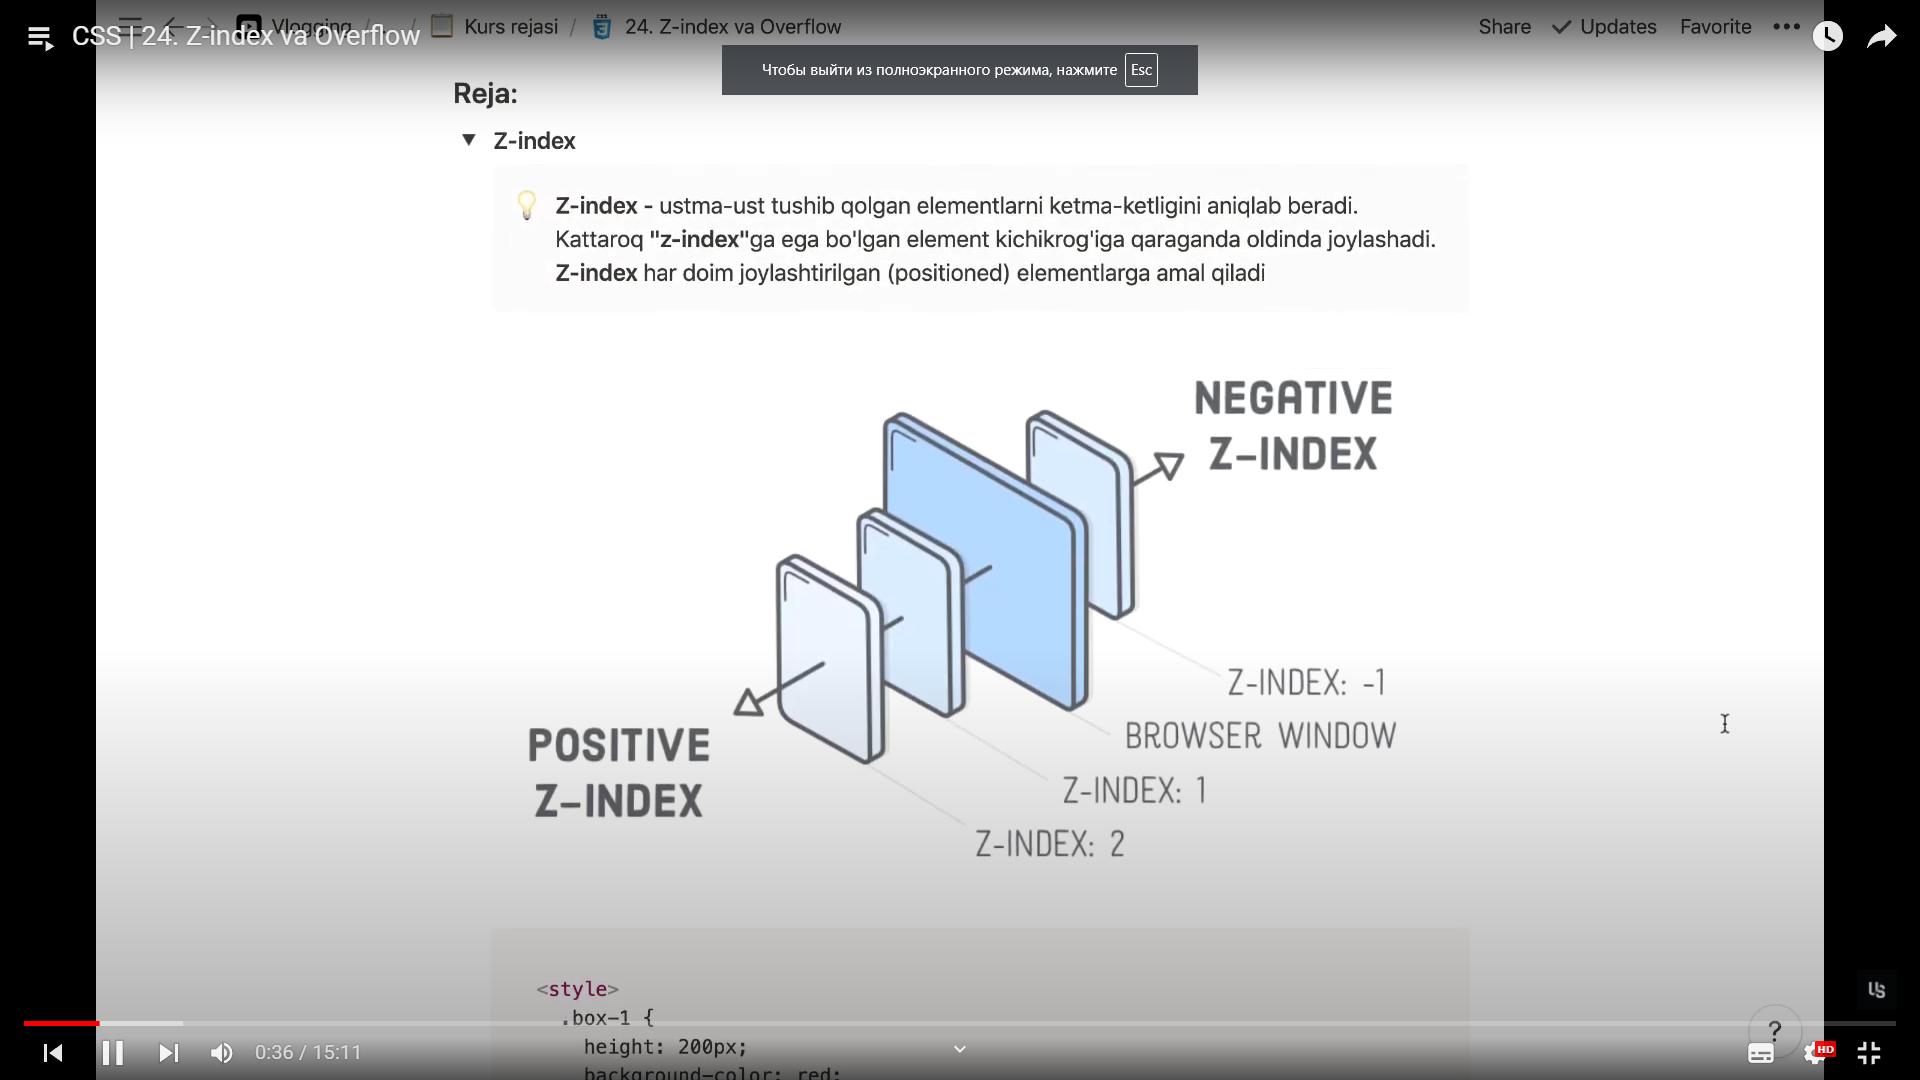 Vlogging / / Kurs rejasi / 24. Z-index va Overflow
Share Updates Favorite
CSS | 24. Z-index va Overflow
Чтобы выйти из полноэкранного режима, нажмите Esc
Reja:
Z-index
Z-index - ustma-ust tushib qolgan elementlarni ketma-ketligini aniqlab beradi.
Kattaroq "z-index"ga ega bo'lgan element kichikrog'iga qaraganda oldinda joylashadi.
Z-index har doim joylashtirilgan (positioned) elementlarga amal qiladi
NEGATIVE
Z-INDEX
Z-INDEX: -1
BROWSER WINDOW
POSITIVE
Z-INDEX
Z-INDEX: 1
Z-INDEX: 2
<style>
.box-1 {
height: 200px;
background-color: red;
US
?
0:36 / 15:11
HD